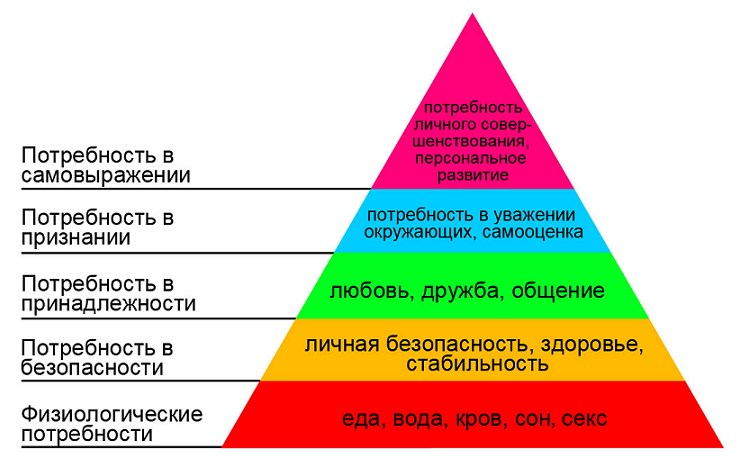 потребность
личного совер-
шенствования,
персональное
развитие
Потребность в
самовыражении
потребность в уважении
окружающих, самооценка
Потребность в
признании
любовь, дружба, общение
Потребность в
принадлежности
личная безопасность, здоровье,
стабильность
Потребность в
безопасности
еда, вода, кров, сон, секс
Физиологические
потребности